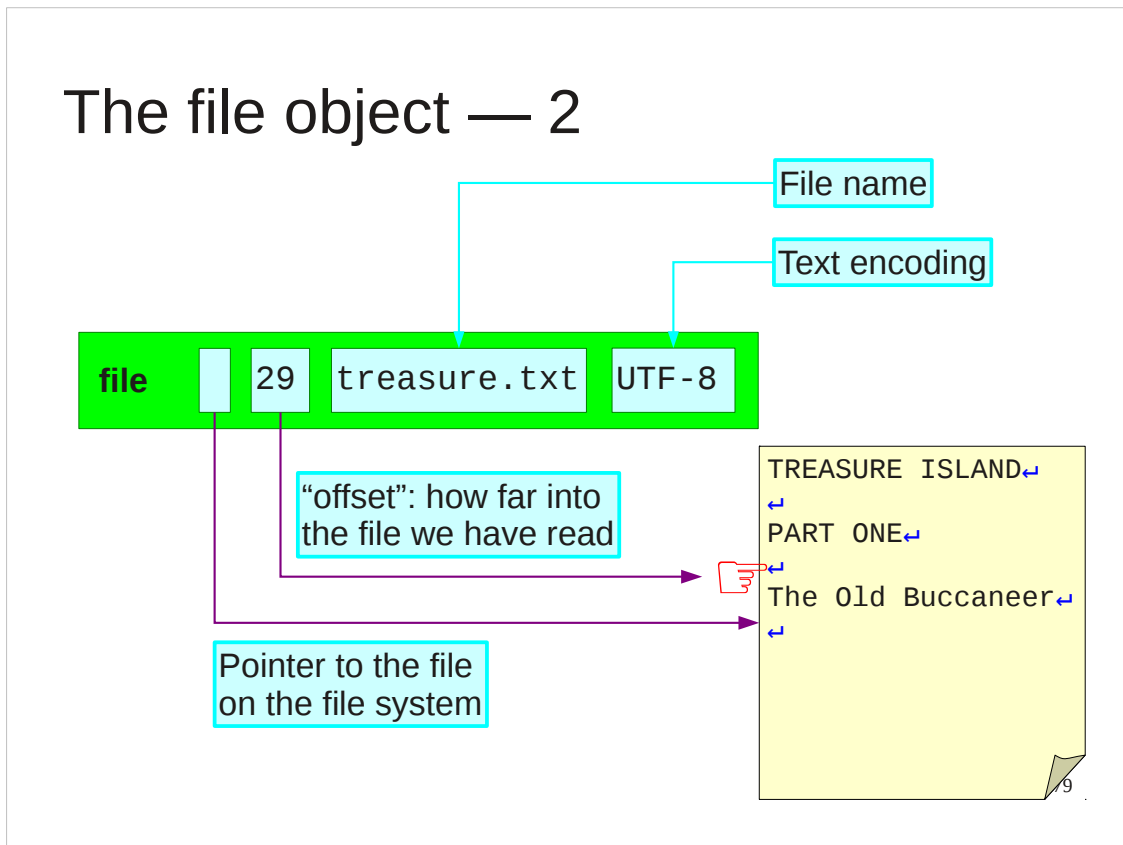 The file object — 2
File name
Text encoding
file 29 treasure.txt UTF-8
“offset”: how far into
the file we have read
TREASURE ISLAND↵
↵
PART ONE↵
↵
The Old Buccaneer↵
↵
Pointer to the file
on the file system